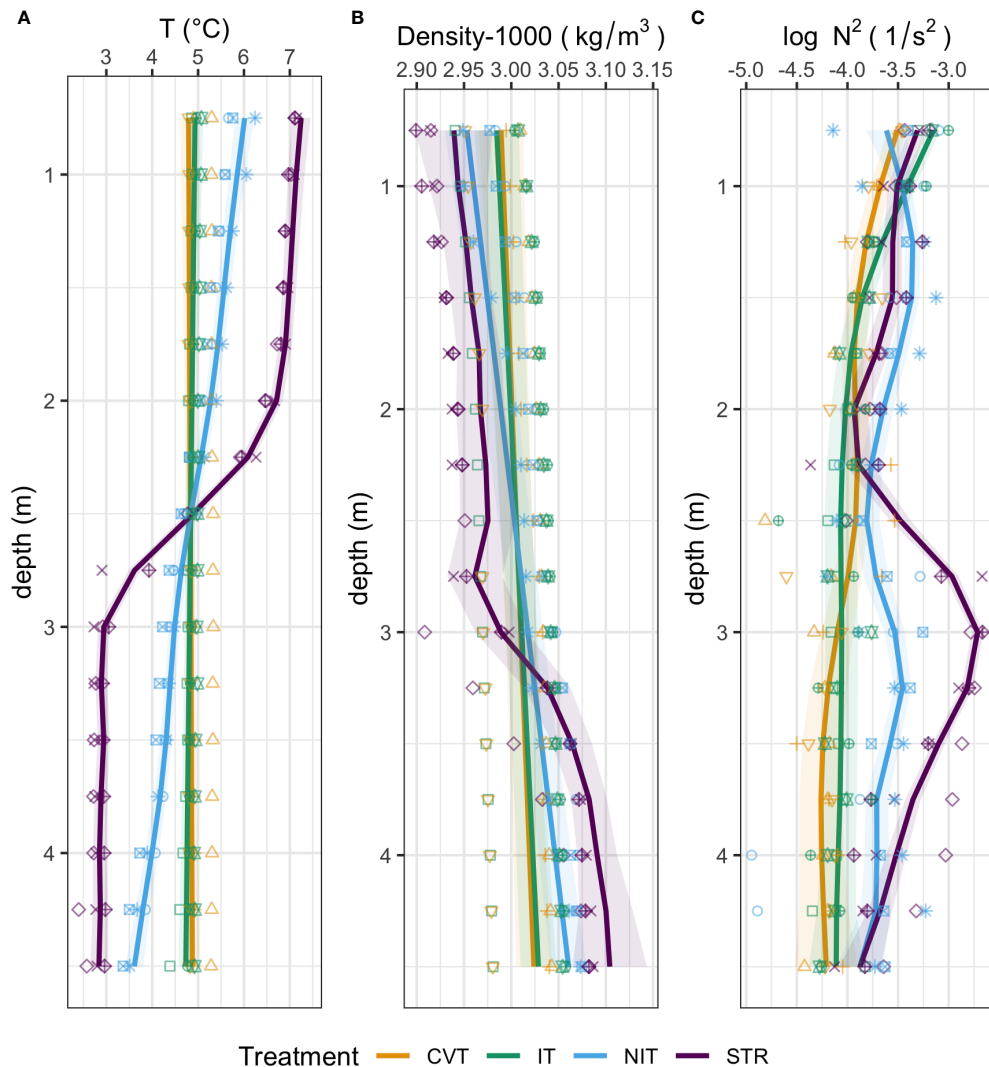 A B C
T (°C) Density-1000 ( kg/m³ ) log N² ( 1/s² )
3 4 5 6 7 2.90 2.95 3.00 3.05 3.10 3.15 -5.0 -4.5 -4.0 -3.5 -3.0
depth (m) depth (m) depth (m)
1 1 1
2 2 2
3 3 3
4 4 4
Treatment CVT IT NIT STR